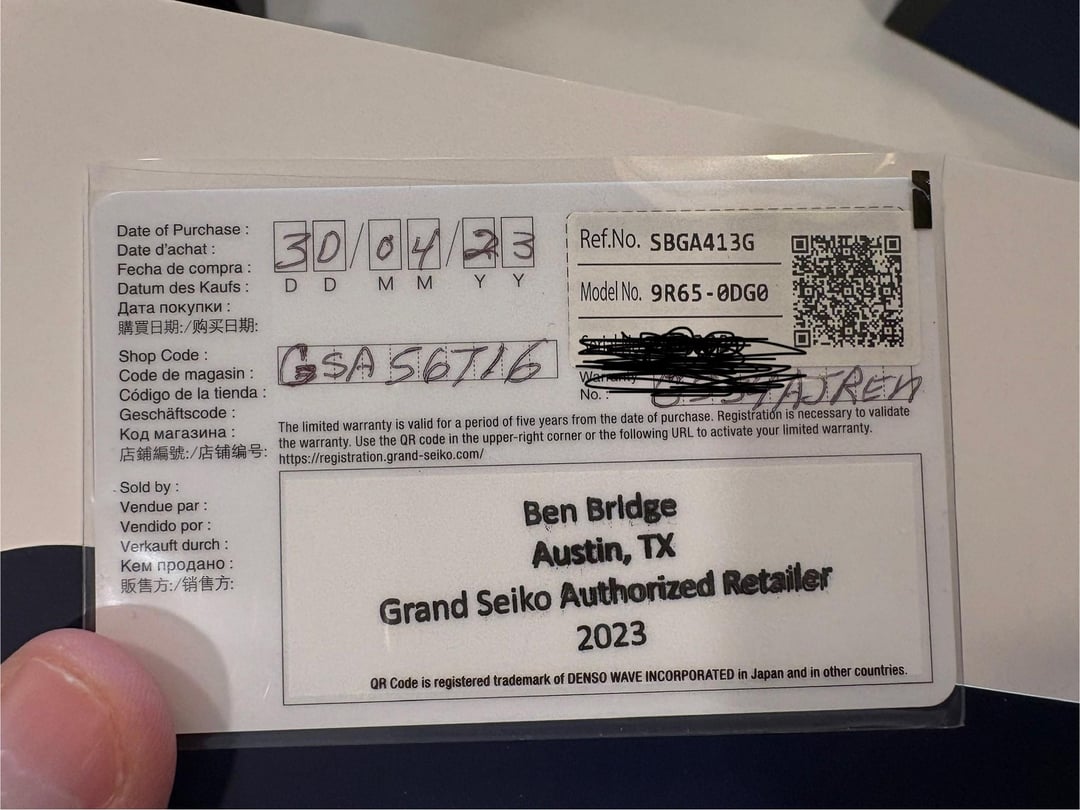 Date of Purchase :
Date d'achat :
Fecha de compra :
Datum des Kaufs :
Дата покупки :
購買日期:/购买日期:
30/04/23
D D M M Y Y
Ref.No. SBGA413G
Model No. 9R65-0DG0
No. :
Shop Code :
Code de magasin :
Código de la tienda :
Geschäftscode :
Код магазина :
店鋪編號:/店铺编号:
GSA56716
The limited warranty is valid for a period of five years from the date of purchase. Registration is necessary to validate
the warranty. Use the QR code in the upper-right corner or the following URL to activate your limited warranty.
https://registration.grand-seiko.com/
Sold by :
Vendue par :
Vendido por :
Verkauft durch :
Кем продано :
販售方:/销售方:
Ben Bridge
Austin, TX
Grand Seiko Authorized Retailer
2023
QR Code is registered trademark of DENSO WAVE INCORPORATED in Japan and in other countries.